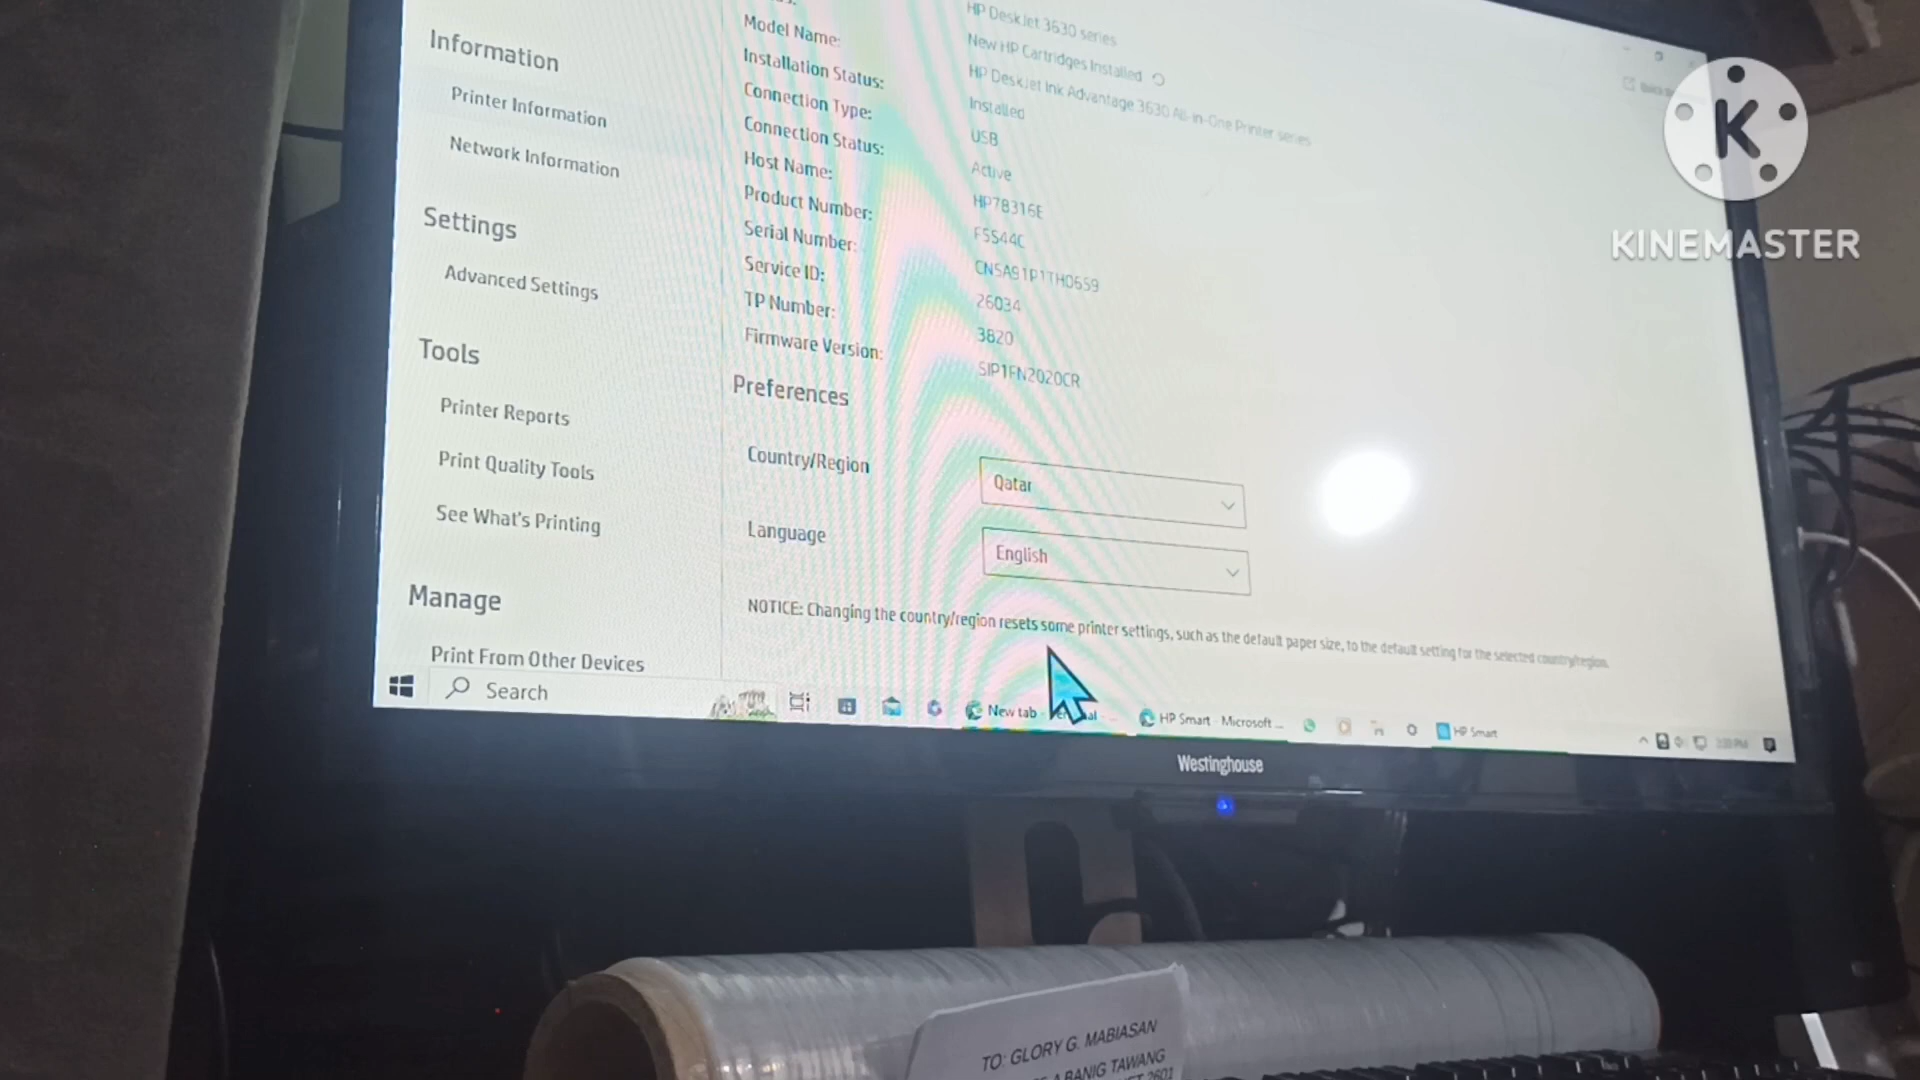 HP DeskJet 3630 series
Model Name:
New HP Cartridges Installed
Information
Installation Status:
HP DeskJet Ink Advantage 3630 All-in-One Printer series
Printer Information
Connection Type:
Installed
Connection Status:
USB
Network Information
Host Name:
Active
Product Number:
HP78316E
Settings
Serial Number:
F5S44C
Service ID:
CN5A91P1TH0659
Advanced Settings
TP Number:
26034
Firmware Version:
3820
Tools
SIP1FN2020CR
Preferences
Printer Reports
Country/Region
Qatar
Print Quality Tools
Language
English
See What's Printing
Manage
NOTICE: Changing the country/region resets some printer settings, such as the default paper size, to the default setting for the selected country/region.
Print From Other Devices
Search
New tab
HP Smart - Microsoft ...
HP Smart
Westinghouse
K
KINEMASTER
TO: GLORY G. MABIASAN
BANIG TAWANG
2601